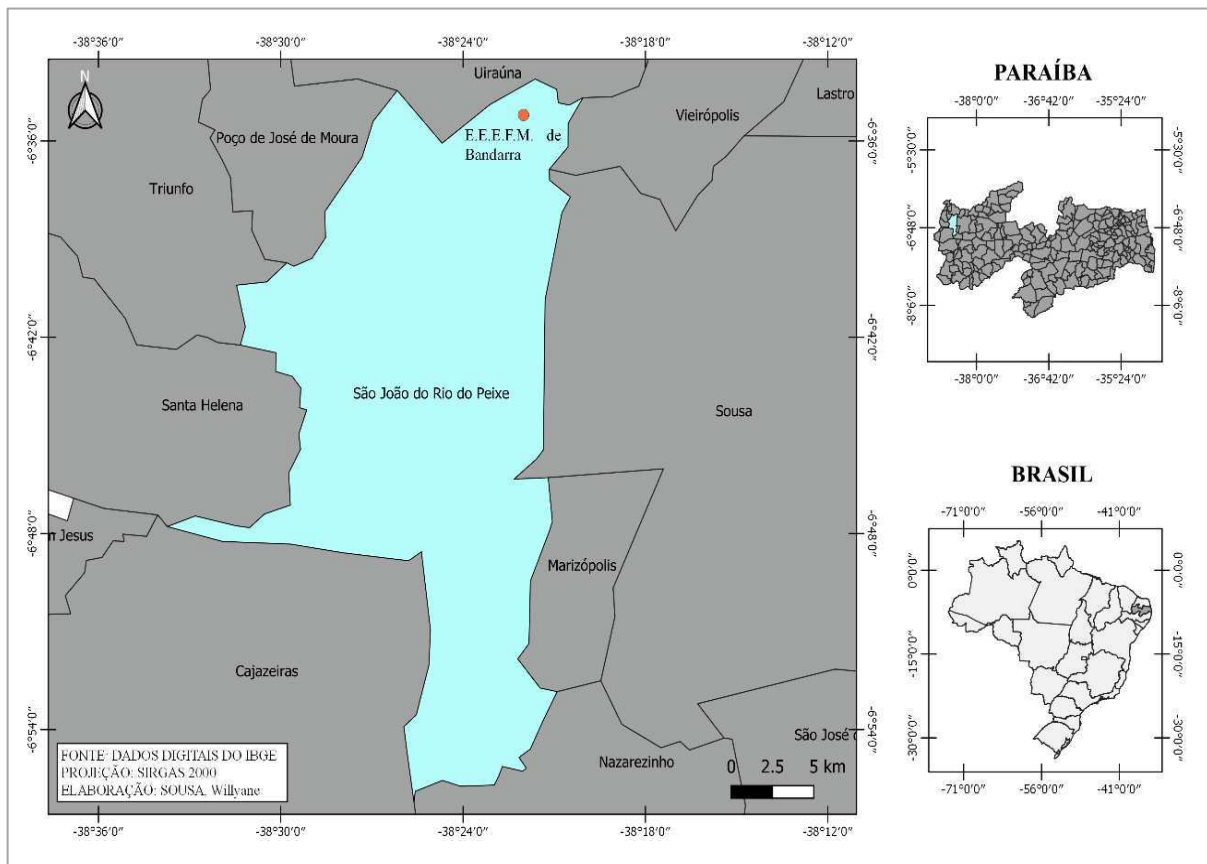 -38°36'0" -38°30'0" -38°24'0" -38°18'0" -38°12'0"
N
Uiraúna
Lastro
Vieirópolis
Poço de José de Moura
E.E.E.F.M. de
Bandarra
Triunfo
São João do Rio do Peixe
Santa Helena
Sousa
n Jesus
Marizópolis
Cajazeiras
São José
Nazarezinho
0 2.5 5 km
FONTE: DADOS DIGITAIS DO IBGE
PROJEÇÃO: SIRGAS 2000
ELABORAÇÃO: SOUSA, Willyane
-6°36'0"
-6°42'0"
-6°48'0"
-6°54'0"
-6°36'0"
-6°42'0"
-6°48'0"
-6°54'0"
-38°36'0" -38°30'0" -38°24'0" -38°18'0" -38°12'0"
PARAÍBA
-38°0'0" -36°42'0" -35°24'0"
-5°30'0"
-6°48'0"
-8°6'0"
-5°30'0"
-6°48'0"
-8°6'0"
-38°0'0" -36°42'0" -35°24'0"
BRASIL
-71°0'0" -56°0'0" -41°0'0"
0°0'0"
-15°0'0"
-30°0'0"
0°0'0"
-15°0'0"
-30°0'0"
-71°0'0" -56°0'0" -41°0'0"